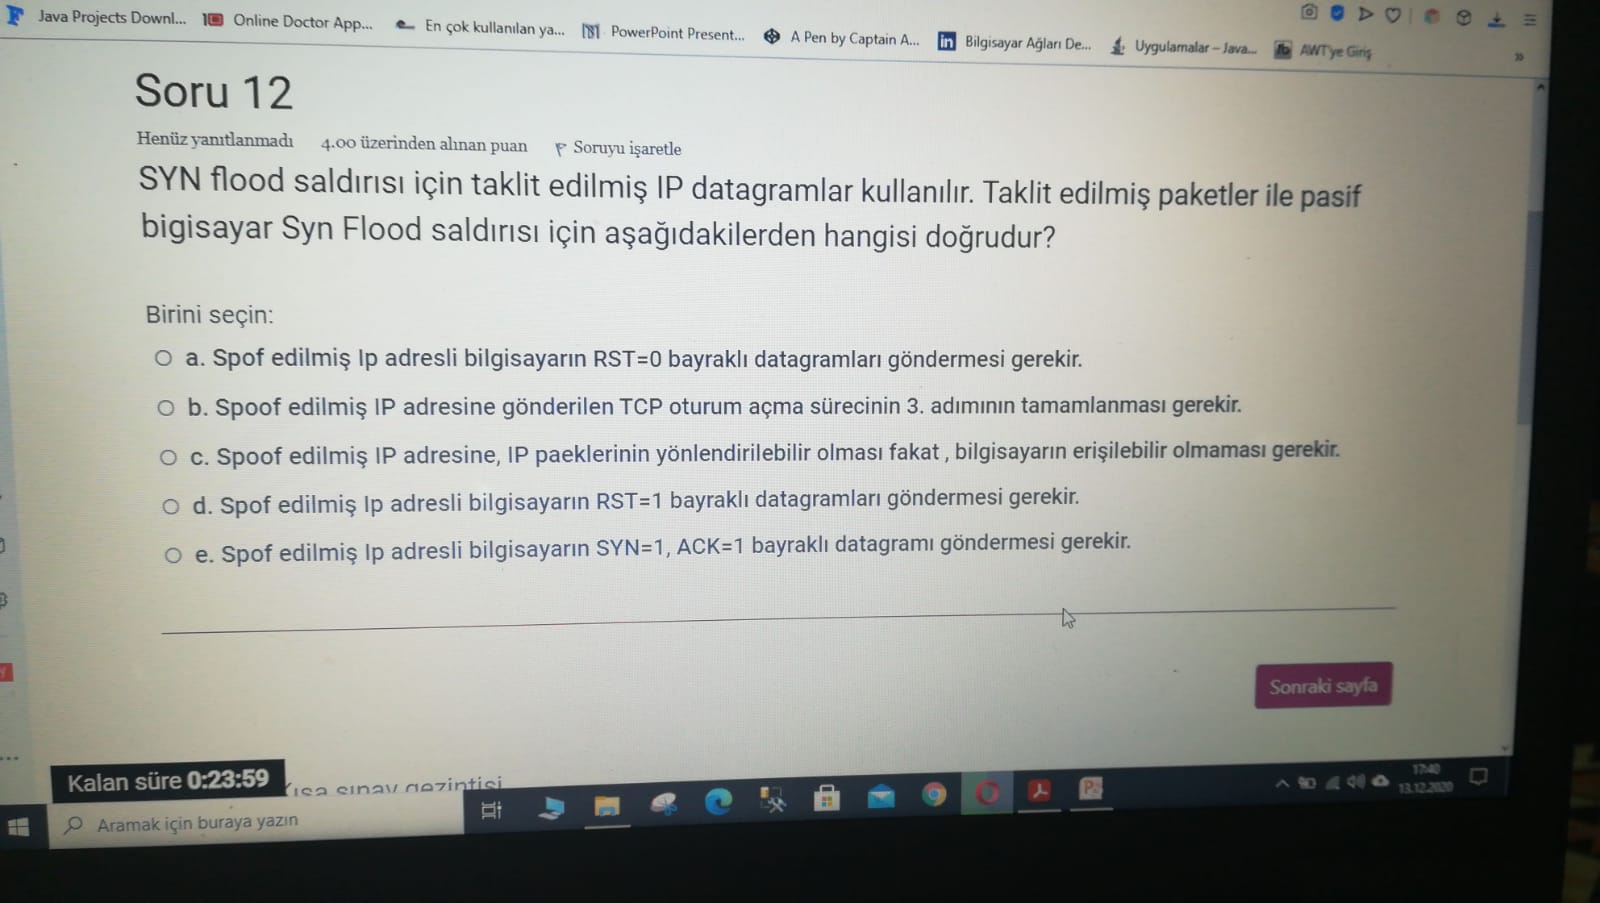 Java Projects Downl...
Online Doctor App...
En çok kullanılan ya...
PowerPoint Present...
A Pen by Captain A...
in Bilgisayar Ağları De...
Uygulamalar – Java...
AWT'ye Giriş
»
Soru 12
Henüz yanıtlanmadı 4.00 üzerinden alınan puan Soruyu işaretle
SYN flood saldırısı için taklit edilmiş IP datagramlar kullanılır. Taklit edilmiş paketler ile pasif
bigisayar Syn Flood saldırısı için aşağıdakilerden hangisi doğrudur?
Birini seçin:
a. Spof edilmiş Ip adresli bilgisayarın RST=0 bayraklı datagramları göndermesi gerekir.
b. Spoof edilmiş IP adresine gönderilen TCP oturum açma sürecinin 3. adımının tamamlanması gerekir.
c. Spoof edilmiş IP adresine, IP paeklerinin yönlendirilebilir olması fakat , bilgisayarın erişilebilir olmaması gerekir.
d. Spof edilmiş Ip adresli bilgisayarın RST=1 bayraklı datagramları göndermesi gerekir.
e. Spof edilmiş Ip adresli bilgisayarın SYN=1, ACK=1 bayraklı datagramı göndermesi gerekir.
Sonraki sayfa
Kalan süre 0:23:59
sınav gezintisi
Aramak için buraya yazın
17:40
13.12.2020